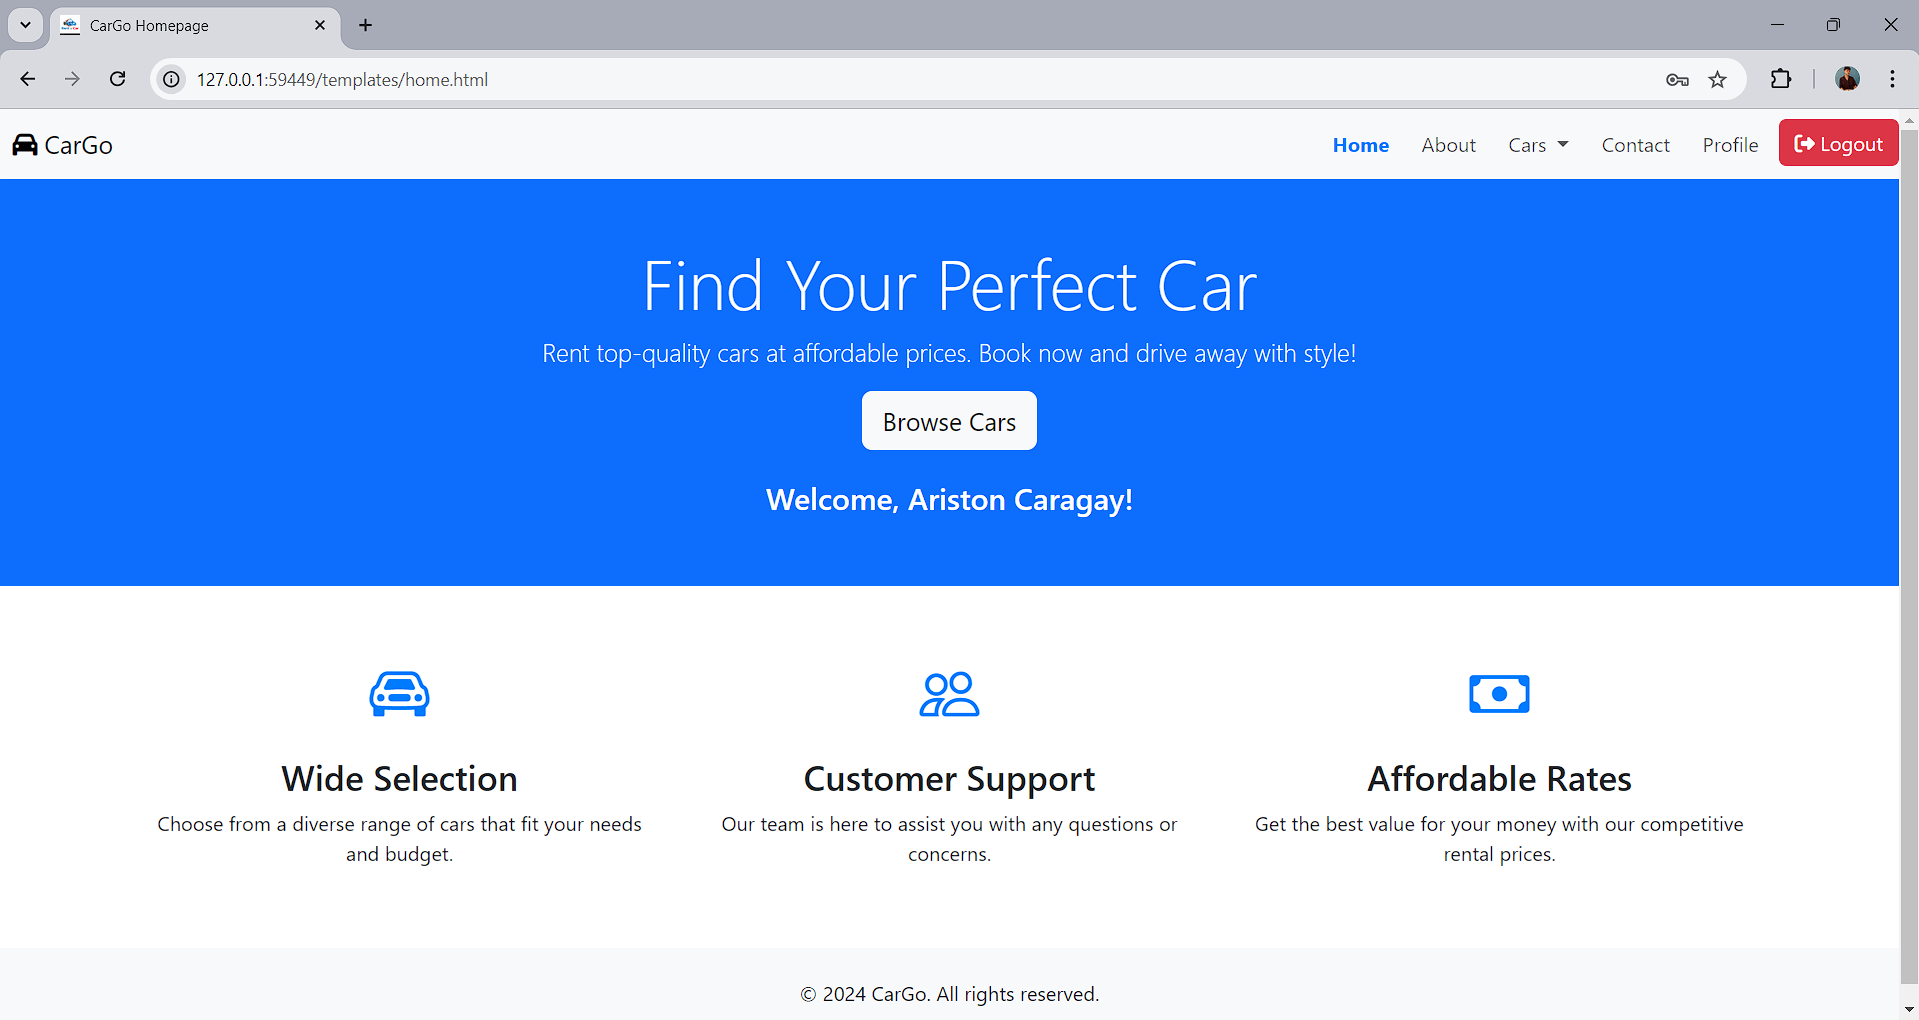 CarGo Homepage
127.0.0.1:59449/templates/home.html
CarGo
Home About Cars Contact Profile Logout
Find Your Perfect Car
Rent top-quality cars at affordable prices. Book now and drive away with style!
Browse Cars
Welcome, Ariston Caragay!
Wide Selection
Choose from a diverse range of cars that fit your needs
and budget.
Customer Support
Our team is here to assist you with any questions or
concerns.
Affordable Rates
Get the best value for your money with our competitive
rental prices.
© 2024 CarGo. All rights reserved.